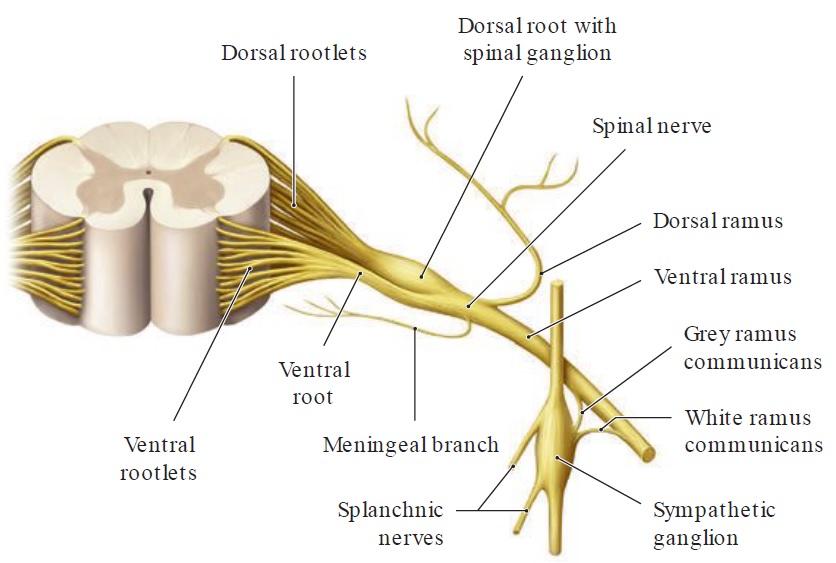 Dorsal root with
spinal ganglion
Dorsal rootlets
Spinal nerve
Dorsal ramus
Ventral ramus
Grey ramus
communicans
Ventral
root
White ramus
communicans
Ventral
rootlets
Meningeal branch
Splanchnic
nerves
Sympathetic
ganglion